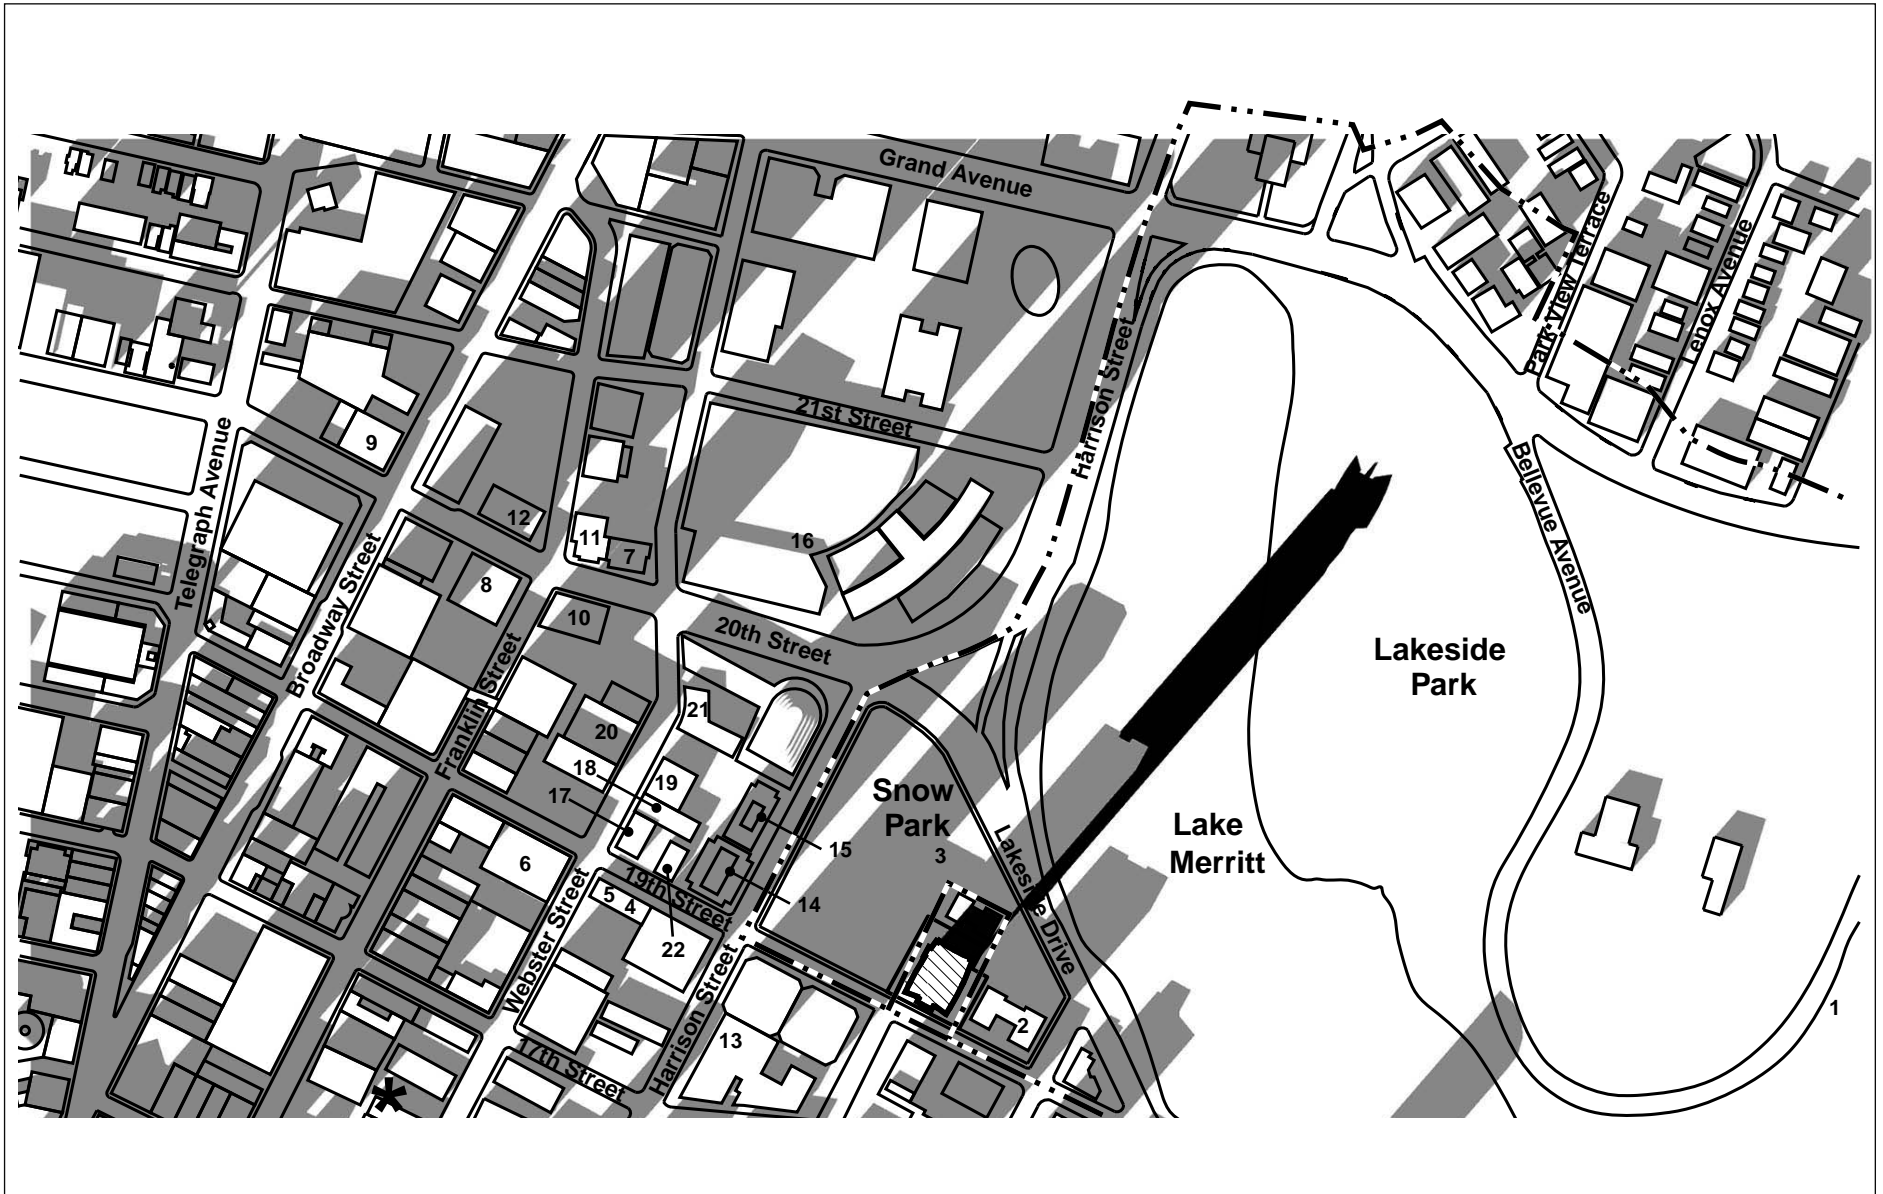 Grand Avenue
Park View Terrace
enox Avenue
Harrison Street
21st Street
Telegraph Avenue
9
Bellevue Avenue
12
11
7
16
Broadway Street
8
10
20th Street
Franklin Street
Lakeside
Park
21
20
18
19
17
Snow
Park
3
15
Lake
Merritt
Lakeside Drive
6
19th Street
5
4
14
22
Webster Street
Harrison Street
13
2
1
17th Street
*